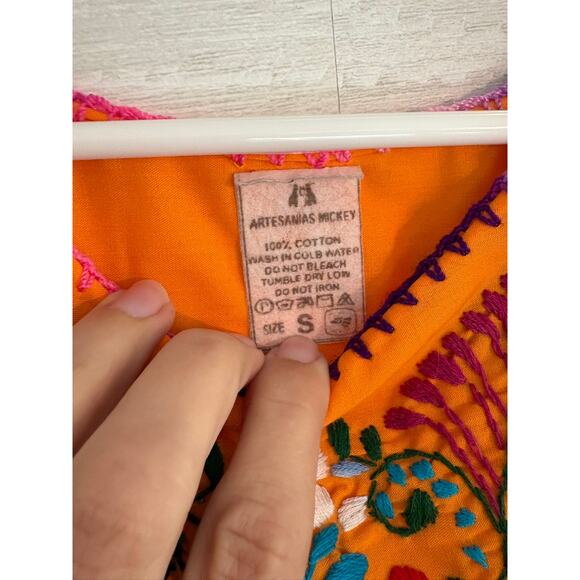 ARTESANIAS MICKEY
100% COTTON
WASH IN COLD WATER
DO NOT BLEACH
TUMBLE DRY LOW
DO NOT IRON
SIZE S